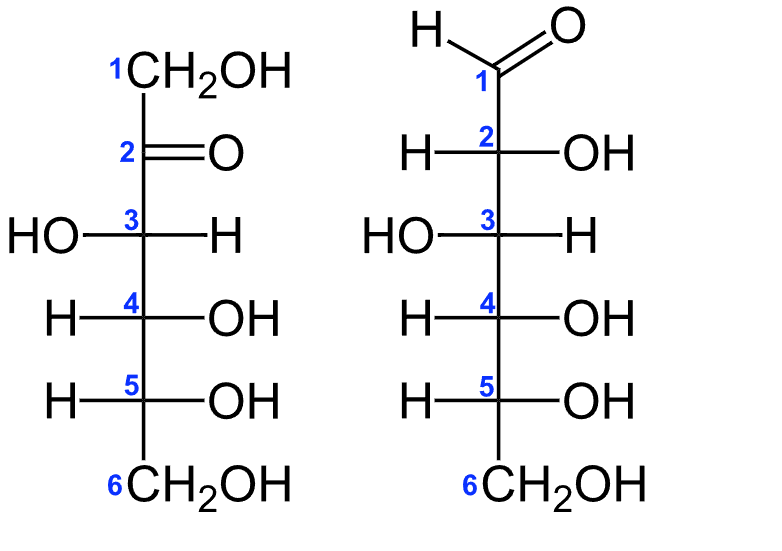 1CH2OH
2 O
HO 3 H
H 4 OH
H 5 OH
6CH2OH
H O
1
H 2 OH
HO 3 H
H 4 OH
H 5 OH
6CH2OH